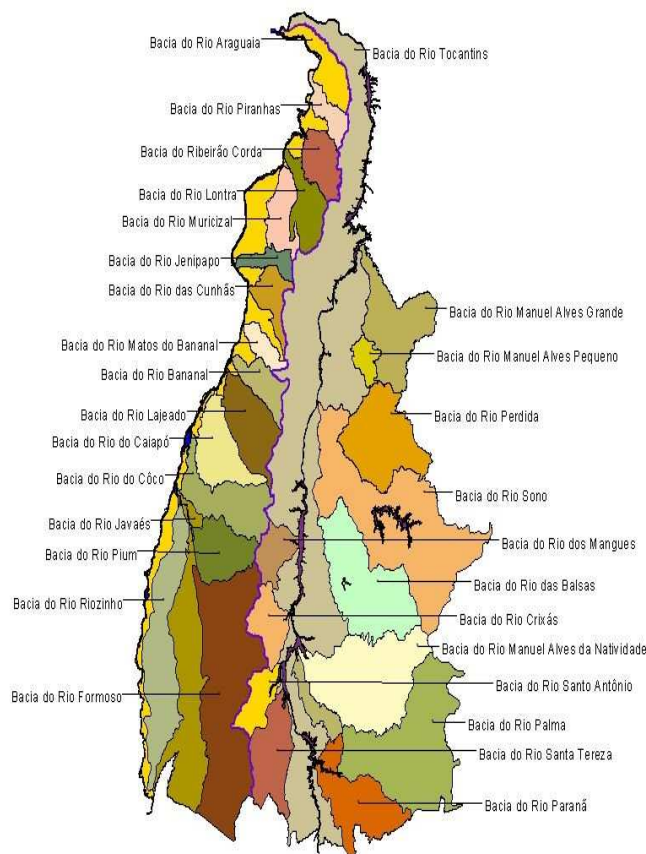 Bacia do Rio Araguaia
Bacia do Rio Tocantins
Bacia do Rio Piranhas
Bacia do Ribeirão Corda
Bacia do Rio Lontra
Bacia do Rio Muricizal
Bacia do Rio Jenipapo
Bacia do Rio das Cunhãs
Bacia do Rio Manuel Alves Grande
Bacia do Rio Matos do Bananal
Bacia do Rio Manuel Alves Pequeno
Bacia do Rio Bananal
Bacia do Rio Lajeado
Bacia do Rio Perdida
Bacia do Rio do Caiapó
Bacia do Rio do Côco
Bacia do Rio Sono
Bacia do Rio Javaés
Bacia do Rio dos Mangues
Bacia do Rio Pium
Bacia do Rio das Balsas
Bacia do Rio Riozinho
Bacia do Rio Crixás
Bacia do Rio Manuel Alves da Natividade
Bacia do Rio Santo Antônio
Bacia do Rio Formoso
Bacia do Rio Palma
Bacia do Rio Santa Tereza
Bacia do Rio Paranã